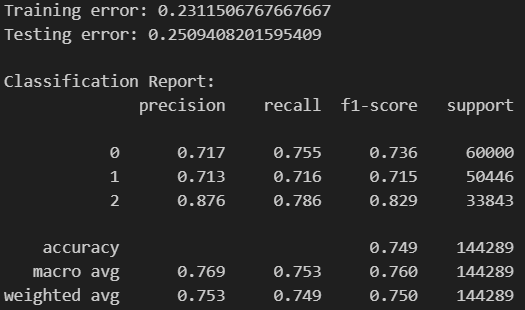 Training error: 0.2311506767667667
Testing error: 0.2509408201595409
Classification Report:
precision recall f1-score support
0 0.717 0.755 0.736 60000
1 0.713 0.716 0.715 50446
2 0.876 0.786 0.829 33843
accuracy 0.749 144289
macro avg 0.769 0.753 0.760 144289
weighted avg 0.753 0.749 0.750 144289